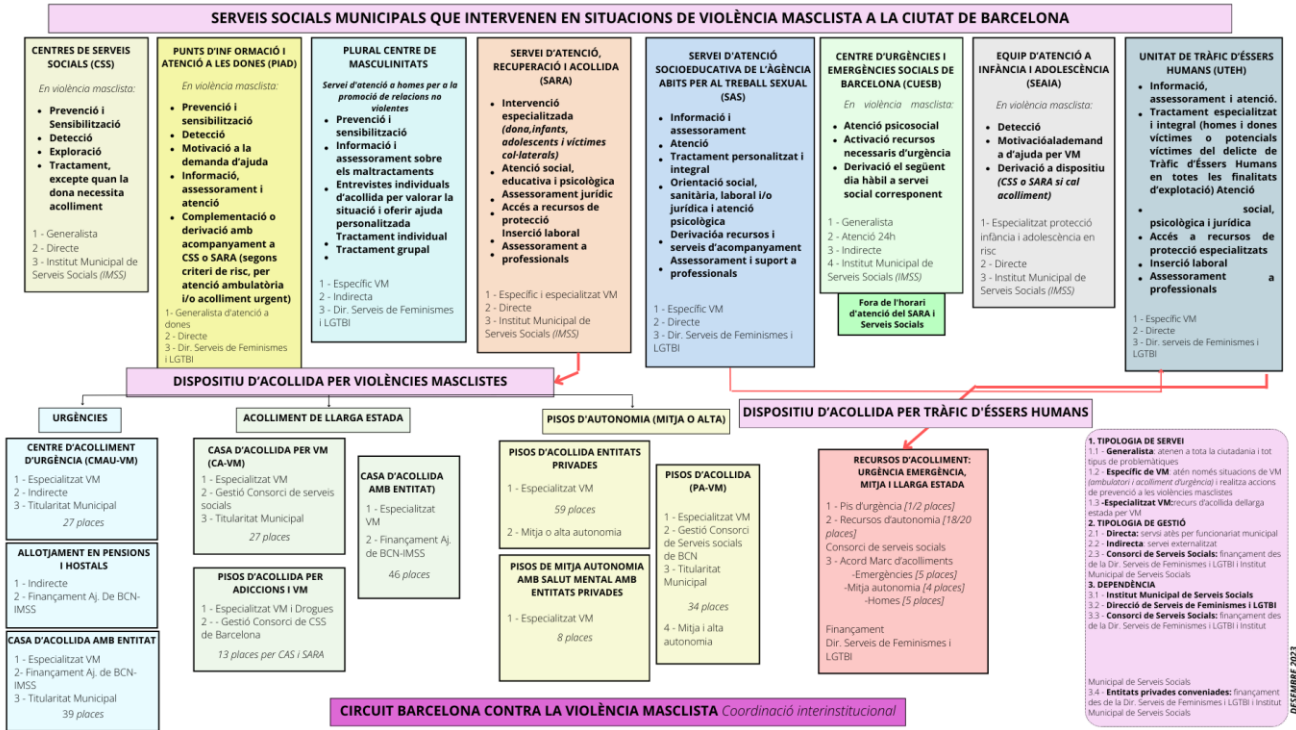 SERVEIS SOCIALS MUNICIPALS QUE INTERVENEN EN SITUACIONS DE VIOLÈNCIA MASCLISTA A LA CIUTAT DE BARCELONA
CENTRES DE SERVEIS
SOCIALS (CSS)
En violència masclista:
• Prevenció i
Sensibilització
• Detecció
• Exploració
• Tractament,
excepte quan la
dona necessita
acolliment
1 - Generalista
2 - Directe
3 - Institut Municipal de
Serveis Socials (IMSS)
PUNTS D'INF ORMACIÓ I
ATENCIÓ A LES DONES (PIAD)
En violència masclista:
• Prevenció i
sensibilització
• Detecció
• Motivació a la
demanda d'ajuda
• Informació,
assessorament i
atenció
• Complementació o
derivació amb
acompanyament a
CSS o SARA (segons
criteri de risc, per
atenció ambulatòria
i/o acolliment urgent)
1- Generalista d'atenció a
dones
2 - Directe
3 - Dir. Serveis de Feminismes
i LGTBI
PLURAL CENTRE DE
MASCULINITATS
Servei d'atenció a homes per a la
promoció de relacions no
violentes
• Prevenció i
sensibilització
• Informació i
assessorament sobre
els maltractaments
• Entrevistes individuals
d'acollida per valorar la
situació i oferir ajuda
personalitzada
• Tractament individual
• Tractament grupal
1 - Específic VM
2 - Indirecta
3 - Dir. Serveis de Feminismes
i LGTBI
SERVEI D'ATENCIÓ,
RECUPERACIÓ I ACOLLIDA
(SARA)
• Intervenció
especialitzada
(dona,infants,
adolescents i víctimes
col·laterals)
• Atenció social,
educativa i psicològica
• Assessorament jurídic
• Accés a recursos de
protecció
• Inserció laboral
• Assessorament a
professionals
1 - Específic i especialitzat VM
2 - Directe
3 - Institut Municipal de
Serveis Socials (IMSS)
SERVEI D'ATENCIÓ
SOCIOEDUCATIVA DE L'ÀGÈNCIA
ABITS PER AL TREBALL SEXUAL
(SAS)
• Informació i
assessorament
• Atenció
• Tractament personalitzat i
integral
• Orientació social,
sanitària, laboral i/o
jurídica i atenció
psicològica
• Derivacióa recursos i
serveis d'acompanyament
• Assessorament i suport a
professionals
1 - Específic VM
2 - Directe
3 - Dir. Serveis de Feminismes i
LGTBI
CENTRE D'URGÈNCIES I
EMERGÈNCIES SOCIALS DE
BARCELONA (CUESB)
En violència masclista:
• Atenció psicosocial
• Activació recursos
necessaris d'urgència
• Derivació el següent
dia hàbil a servei
social corresponent
1 - Generalista
2 - Atenció 24h
3 - Indirecte
4 - Institut Municipal de
Serveis Socials (IMSS)
Fora de l'horari
d'atenció del SARA i
Serveis Socials
EQUIP D'ATENCIÓ A
INFÀNCIA I ADOLESCÈNCIA
(SEAIA)
En violència masclista:
• Detecció
• Motivacióalademand
a d'ajuda per VM
• Derivació a dispositiu
(CSS o SARA si cal
acolliment)
1- Especialitzat protecció
infància i adolescència en
risc
2 - Directe
3 - Institut Municipal de
Serveis Socials (IMSS)
UNITAT DE TRÀFIC D'ÉSSERS
HUMANS (UTEH)
• Informació,
assessorament i atenció.
• Tractament especialitzat
i integral (homes i dones
víctimes o potencials
víctimes del delicte de
Tràfic d'Éssers Humans
en totes les finalitats
d'explotació) Atenció
• social,
psicològica i jurídica
• Accés a recursos de
protecció especialitzats
• Inserció laboral
• Assessorament a
professionals
1 - Específic VM
2 - Directe
3 - Dir. serveis de Feminismes i
LGTBI
DISPOSITIU D'ACOLLIDA PER VIOLÈNCIES MASCLISTES
URGÈNCIES
CENTRE D'ACOLLIMENT
D'URGÈNCIA (CMAU-VM)
1 - Especialitzat VM
2 - Indirecte
3 - Titularitat Municipal
27 places
ALLOTJAMENT EN PENSIONS
I HOSTALS
1 - Indirecte
2 - Finançament Aj. De BCN-
IMSS
CASA D'ACOLLIDA AMB ENTITAT
1 - Especialitzat VM
2- Finançament Aj. de BCN-
IMSS
3 - Titularitat Municipal
39 places
ACOLLIMENT DE LLARGA ESTADA
CASA D'ACOLLIDA PER VM
(CA-VM)
1 - Especialitzat VM
2 - Gestió Consorci de serveis
socials
3 - Titularitat Municipal
27 places
PISOS D'ACOLLIDA PER
ADICCIONS I VM
1 - Especialitzat VM i Drogues
2 - - Gestió Consorci de CSS
de Barcelona
13 places per CAS i SARA
CASA D'ACOLLIDA
AMB ENTITAT)
1 - Especialitzat
VM
2 - Finançament Aj.
de BCN-IMSS
46 places
PISOS D'AUTONOMIA (MITJA O ALTA)
PISOS D'ACOLLIDA ENTITATS
PRIVADES
1 - Especialitzat VM
59 places
2 - Mitja o alta autonomia
PISOS DE MITJA AUTONOMIA
AMB SALUT MENTAL AMB
ENTITATS PRIVADES
1 - Especialitzat VM
8 places
PISOS D'ACOLLIDA
(PA-VM)
1 - Especialitzat VM
2 - Gestió Consorci
de Serveis socials
de BCN
3 - Titularitat
Municipal
34 places
4 - Mitja i alta
autonomia
DISPOSITIU D'ACOLLIDA PER TRÀFIC D'ÉSSERS HUMANS
RECURSOS D'ACOLLIMENT:
URGÈNCIA EMERGÈNCIA,
MITJA I LLARGA ESTADA
1 - Pis d'urgència [1/2 places]
2 - Recursos d'autonomia [18/20
places]
Consorci de serveis socials
3 - Acord Marc d'acolliments
-Emergències [5 places]
-Mitja autonomia [4 places]
-Homes [5 places]
Finançament
Dir. Serveis de Feminismes i
LGTBI
1. TIPOLOGIA DE SERVEI
1.1 - Generalista: atenen a tota la ciutadania i tot
tipus de problemàtiques
1.2 - Específic de VM: atén només situacions de VM
(ambulatori i acolliment d'urgència) i realitza accions
de prevenció a les violències masclistes
1.3 -Especialitzat VM:recurs d'acollida dellarga
estada per VM
2. TIPOLOGIA DE GESTIÓ
2.1 - Directa: servsi atès per funcionariat municipal
2.2 - Indirecta: servei externalitzat
2.3 - Consorci de Serveis Socials: finançament des
de la Dir. Serveis de Feminismes i LGTBI i Institut
Municipal de Serveis Socials
3. DEPENDÈNCIA
3.1 - Institut Municipal de Serveis Socials
3.2 - Direcció de Serveis de Feminismes i LGTBI
3.3 - Consorci de Serveis Socials: finançament des
de la Dir. Serveis de Feminismes i LGTBI i Institut
Municipal de Serveis Socials
3.4 - Entitats privades conveniades: finançament
des de la Dir. Serveis de Feminismes i LGTBI i Institut
Municipal de Serveis Socials
DESEMBRE 2023
CIRCUIT BARCELONA CONTRA LA VIOLÈNCIA MASCLISTA Coordinació interinstitucional